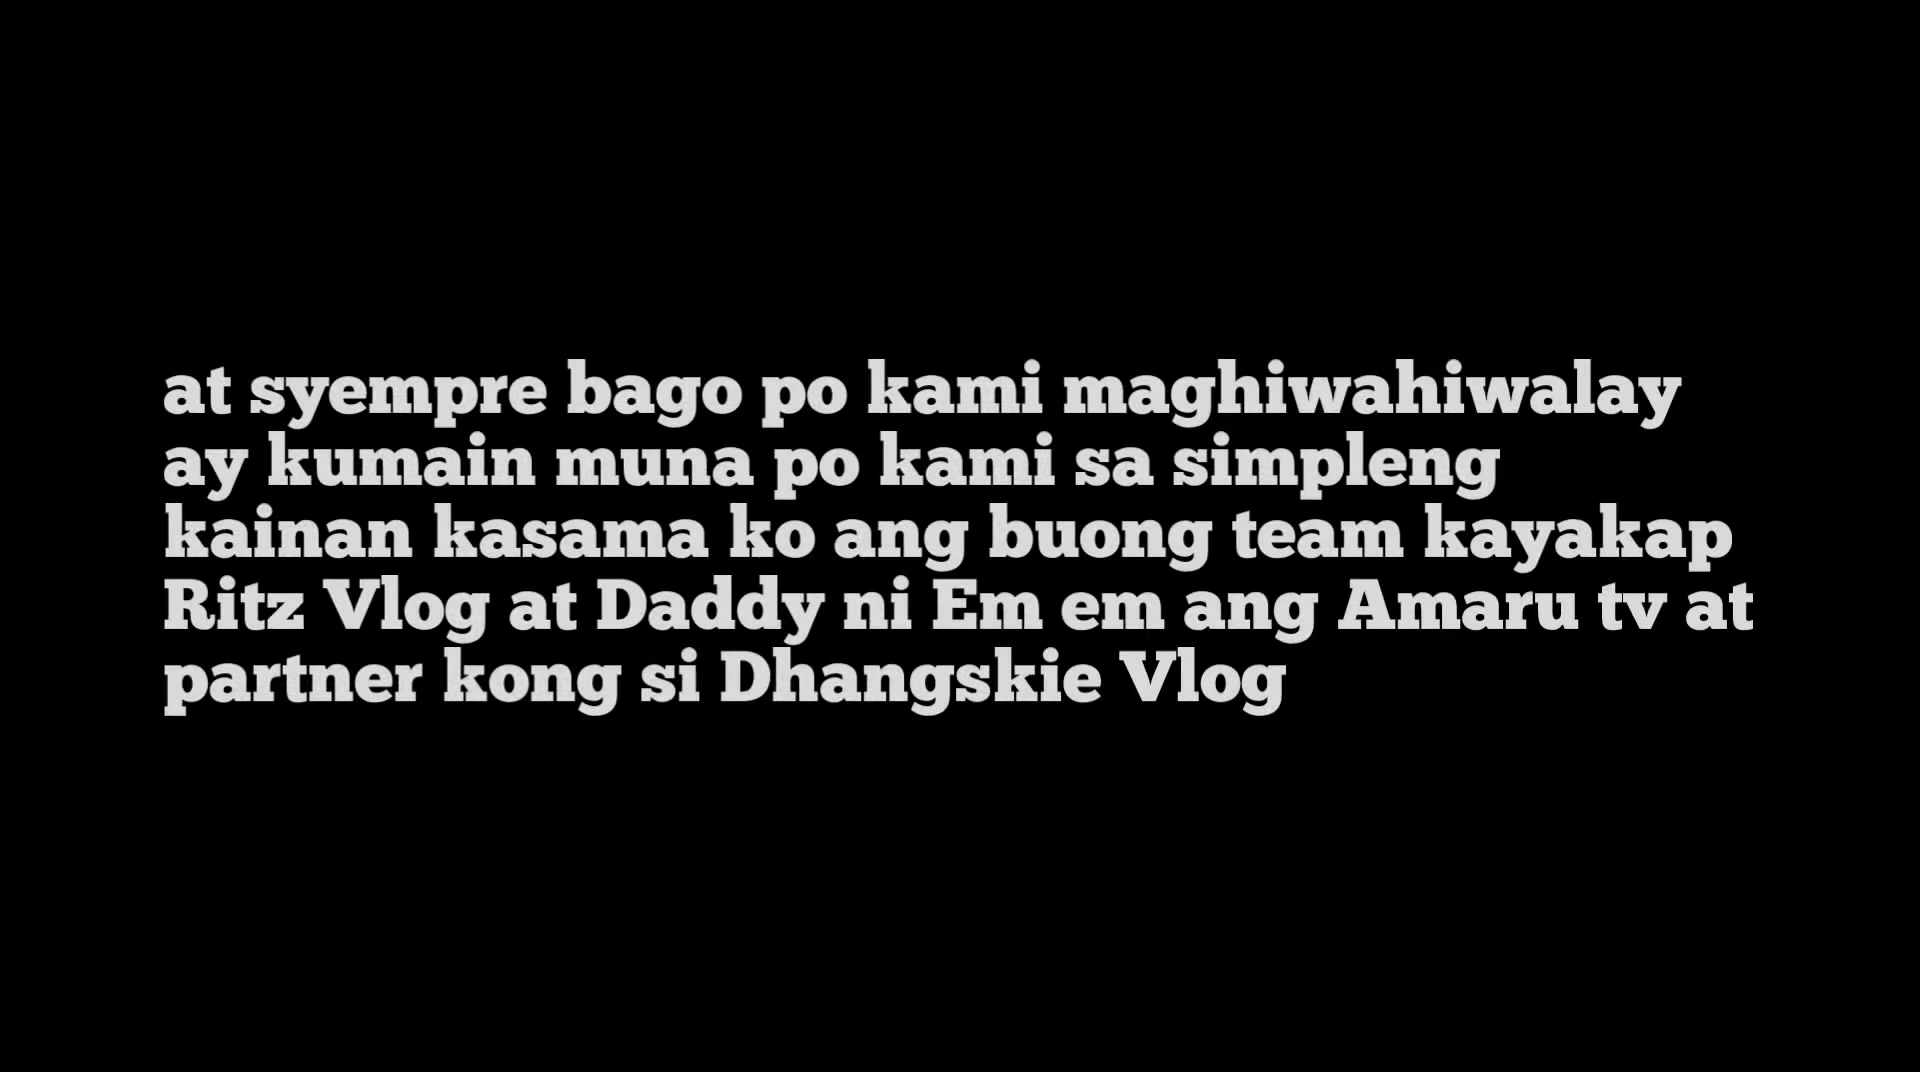 at syempre bago po kami maghiwahiwalay
ay kumain muna po kami sa simpleng
kainan kasama ko ang buong team kayakap
Ritz Vlog at Daddy ni Em em ang Amaru tv at
partner kong si Dhangskie Vlog